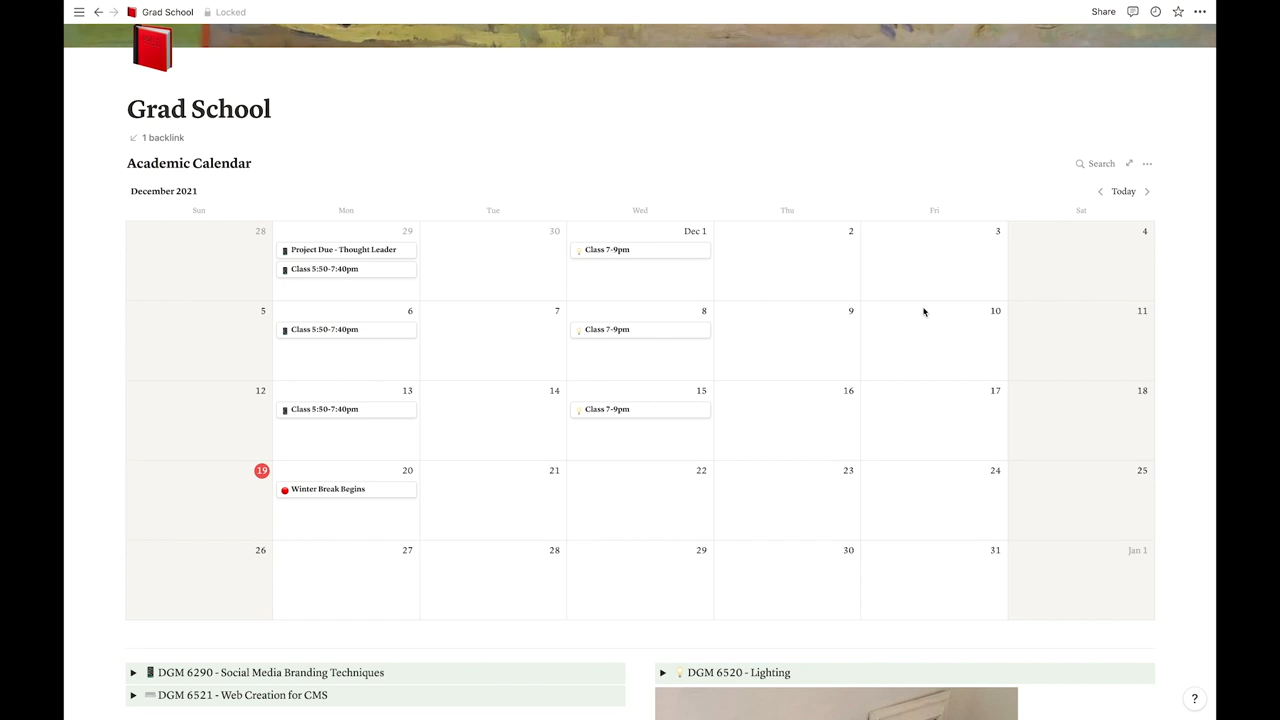 Grad School Locked Share
Grad School
1 backlink
Academic Calendar Search
December 2021 Today
Sun Mon Tue Wed Thu Fri Sat
28 29 30 Dec 1 2 3 4
Project Due - Thought Leader Class 7-9pm
Class 5:50-7:40pm
5 6 7 8 9 10 11
Class 5:50-7:40pm Class 7-9pm
12 13 14 15 16 17 18
Class 5:50-7:40pm Class 7-9pm
19 20 21 22 23 24 25
Winter Break Begins
26 27 28 29 30 31 Jan 1
DGM 6290 - Social Media Branding Techniques DGM 6520 - Lighting
DGM 6521 - Web Creation for CMS
?